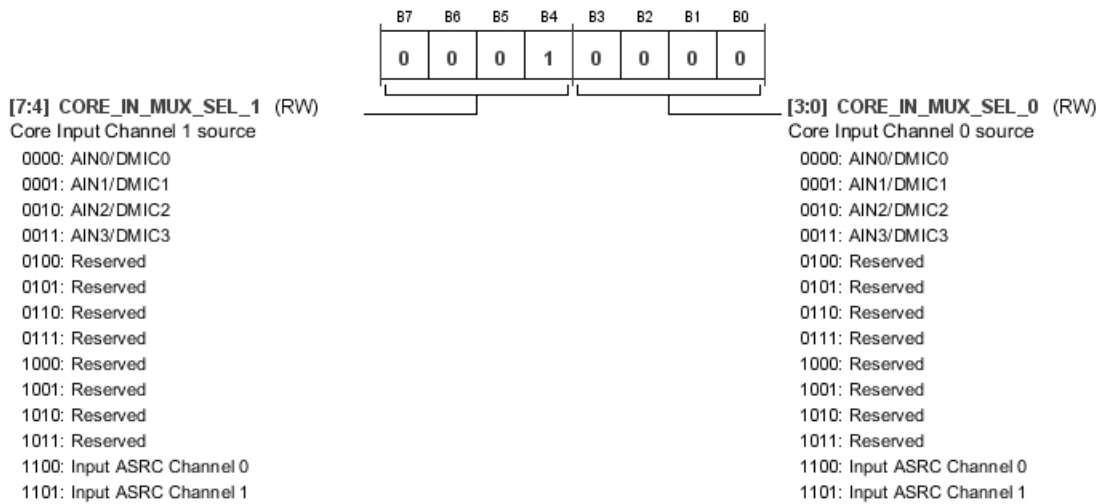 B7 B6 B5 B4 B3 B2 B1 B0
0 0 0 1 0 0 0 0
[7:4] CORE_IN_MUX_SEL_1 (RW)
Core Input Channel 1 source
0000: AIN0/DMIC0
0001: AIN1/DMIC1
0010: AIN2/DMIC2
0011: AIN3/DMIC3
0100: Reserved
0101: Reserved
0110: Reserved
0111: Reserved
1000: Reserved
1001: Reserved
1010: Reserved
1011: Reserved
1100: Input ASRC Channel 0
1101: Input ASRC Channel 1
[3:0] CORE_IN_MUX_SEL_0 (RW)
Core Input Channel 0 source
0000: AIN0/DMIC0
0001: AIN1/DMIC1
0010: AIN2/DMIC2
0011: AIN3/DMIC3
0100: Reserved
0101: Reserved
0110: Reserved
0111: Reserved
1000: Reserved
1001: Reserved
1010: Reserved
1011: Reserved
1100: Input ASRC Channel 0
1101: Input ASRC Channel 1